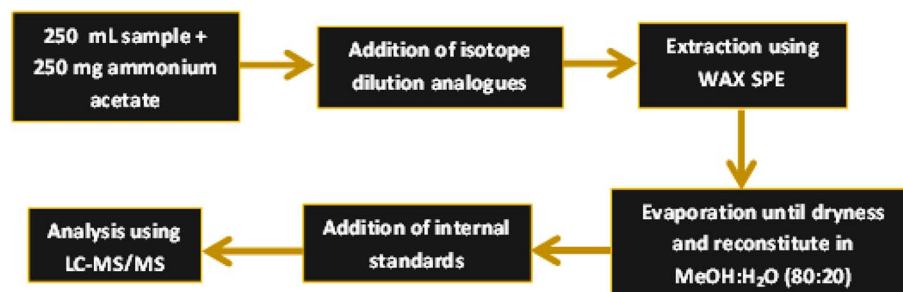 250 mL sample +
250 mg ammonium
acetate
Addition of isotope
dilution analogues
Extraction using
WAX SPE
Evaporation until dryness
and reconstitute in
MeOH:H₂O (80:20)
Addition of internal
standards
Analysis using
LC-MS/MS